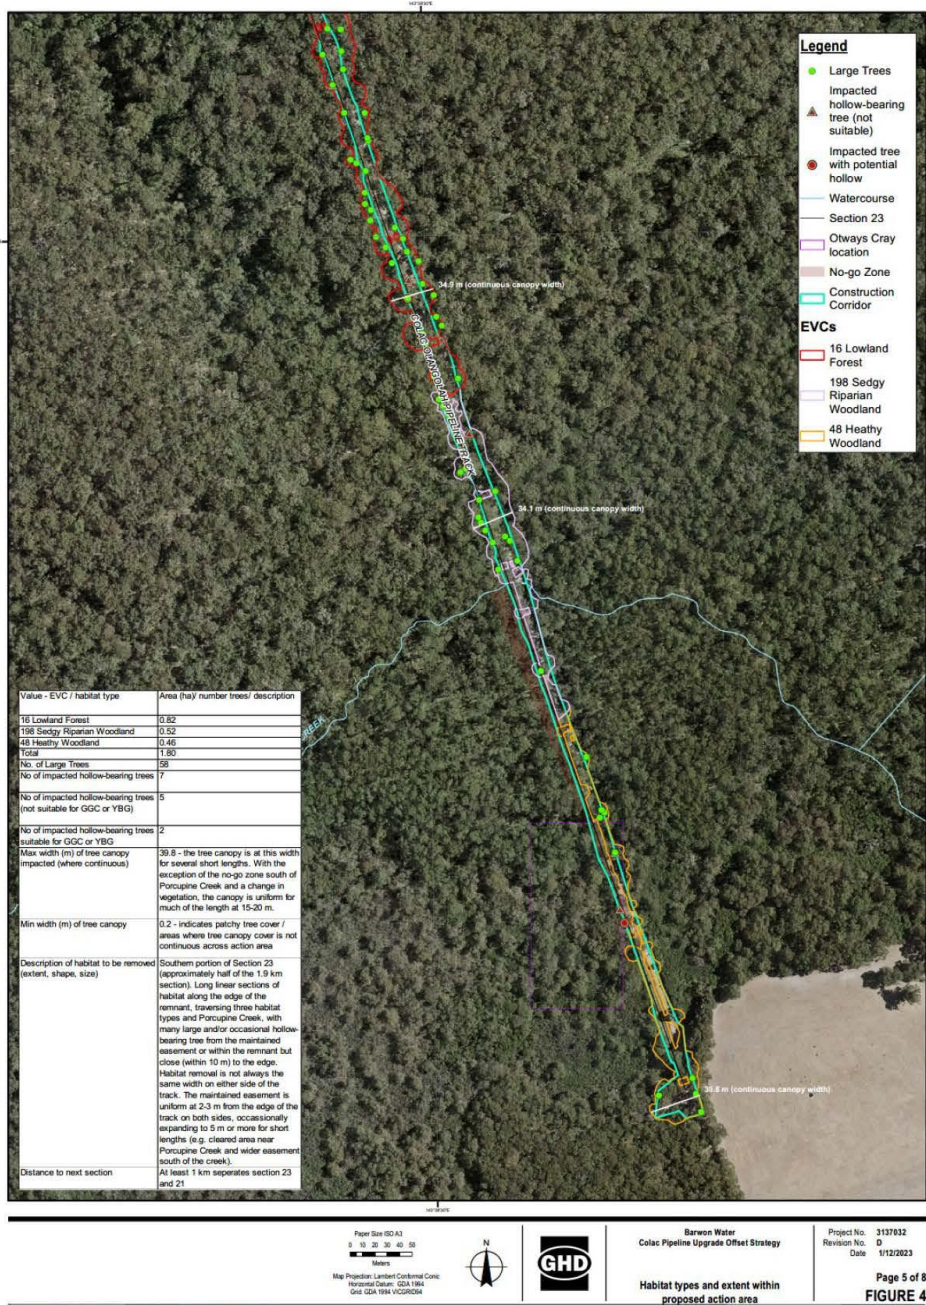 Legend
Large Trees
Impacted
hollow-bearing
tree (not
suitable)
Impacted tree
with potential
hollow
Watercourse
Section 23
Otways Cray
location
No-go Zone
Construction
Corridor
EVCs
16 Lowland
Forest
198 Sedgy
Riparian
Woodland
48 Heathy
Woodland
34.9 m (continuous canopy width)
COLAC OLANGOLAH PIPELINE TRACK
34.1 m (continuous canopy width)
CREEK
39.8 m (continuous canopy width)
Value - EVC / habitat type Area (ha)/ number trees/ description
16 Lowland Forest 0.82
198 Sedgy Riparian Woodland 0.52
48 Heathy Woodland 0.46
Total 1.80
No. of Large Trees 58
No of impacted hollow-bearing trees 7
No of impacted hollow-bearing trees 5
(not suitable for GGC or YBG)
No of impacted hollow-bearing trees 2
suitable for GGC or YBG
Max width (m) of tree canopy 39.8 - the tree canopy is at this width
impacted (where continuous) for several short lengths. With the
exception of the no-go zone south of
Porcupine Creek and a change in
vegetation, the canopy is uniform for
much of the length at 15-20 m.
Min width (m) of tree canopy 0.2 - indicates patchy tree cover /
areas where tree canopy cover is not
continuous across action area
Description of habitat to be removed Southern portion of Section 23
(extent, shape, size) (approximately half of the 1.9 km
section). Long linear sections of
habitat along the edge of the
remnant, traversing three habitat
types and Porcupine Creek, with
many large and/or occasional hollow-
bearing tree from the maintained
easement or within the remnant but
close (within 10 m) to the edge.
Habitat removal is not always the
same width on either side of the
track. The maintained easement is
uniform at 2-3 m from the edge of the
track on both sides, occassionally
expanding to 5 m or more for short
lengths (e.g. cleared area near
Porcupine Creek and wider easement
south of the creek).
Distance to next section At least 1 km seperates section 23
and 21
Paper Size ISO A3
0 10 20 30 40 50
Meters
Map Projection: Lambert Conformal Conic
Horizontal Datum: GDA 1994
Grid: GDA 1994 VICGRID94
N
GHD
Barwon Water
Colac Pipeline Upgrade Offset Strategy
Habitat types and extent within
proposed action area
Project No. 3137032
Revision No. D
Date 1/12/2023
Page 5 of 8
FIGURE 4